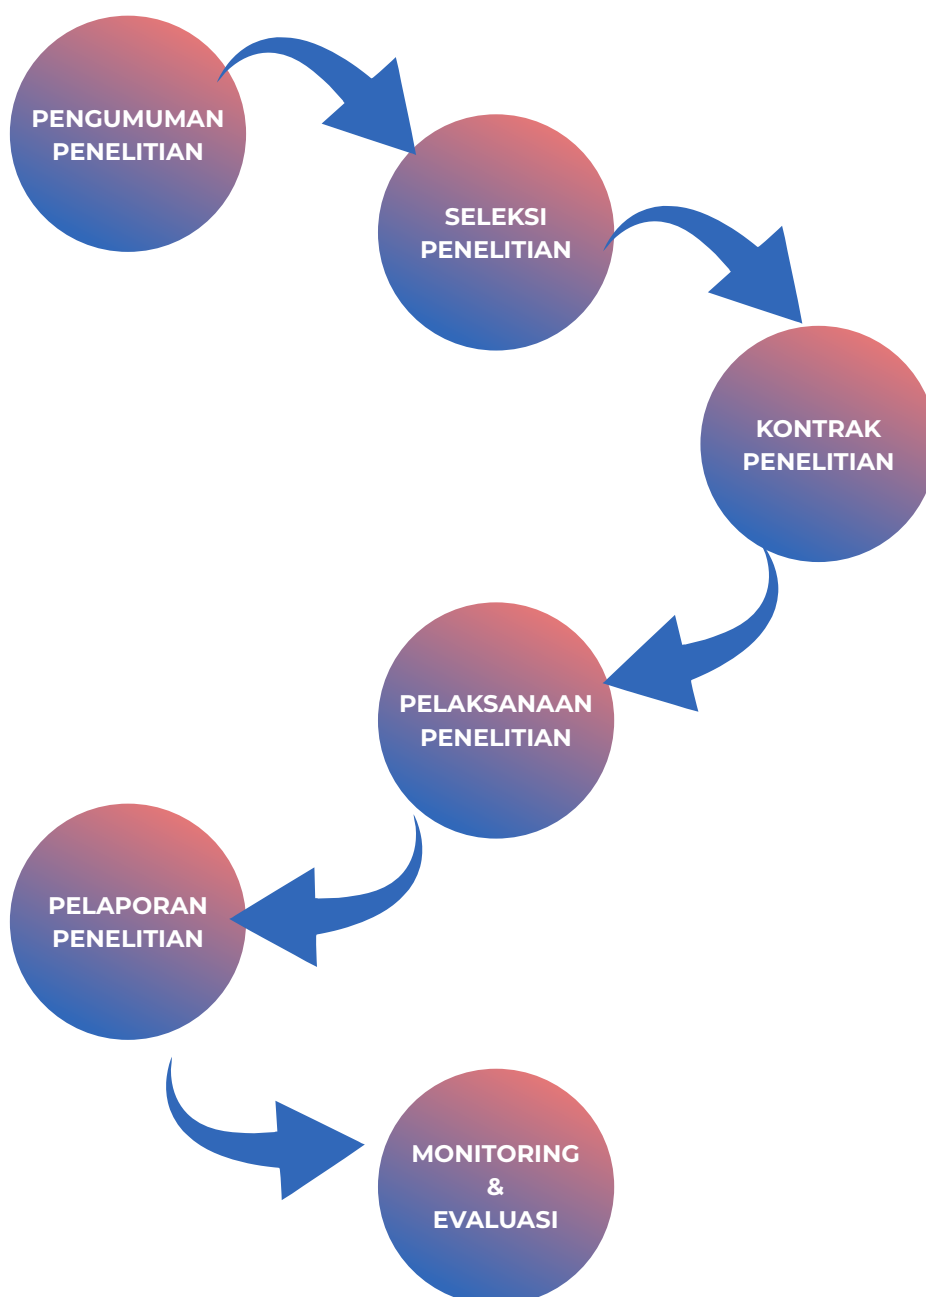 PENGUMUMAN
PENELITIAN
SELEKSI
PENELITIAN
KONTRAK
PENELITIAN
PELAKSANAAN
PENELITIAN
PELAPORAN
PENELITIAN
MONITORING
&
EVALUASI